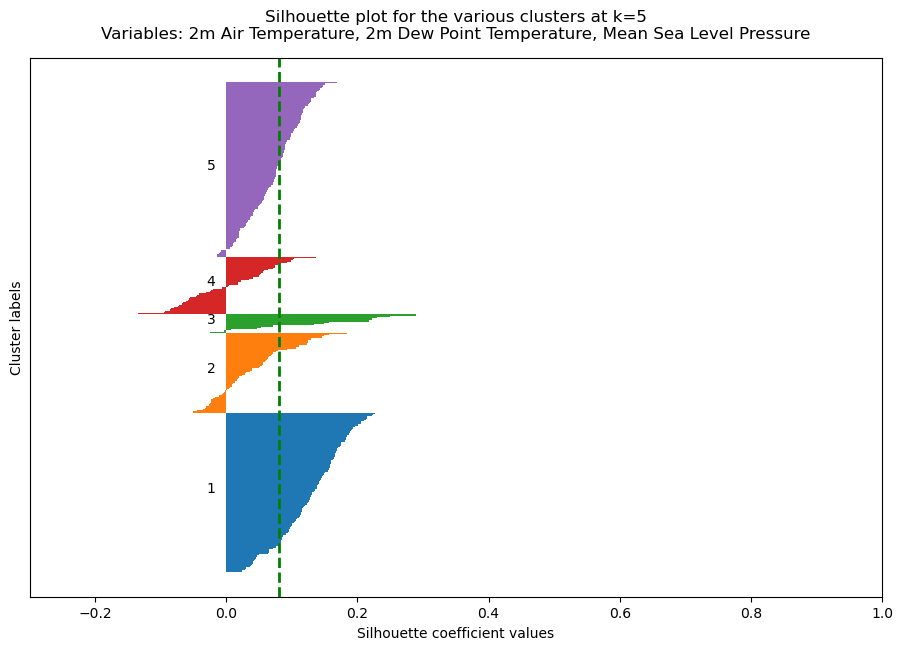 Silhouette plot for the various clusters at k=5
Variables: 2m Air Temperature, 2m Dew Point Temperature, Mean Sea Level Pressure
Cluster labels
5
4
3
2
1
−0.2 0.0 0.2 0.4 0.6 0.8 1.0
Silhouette coefficient values